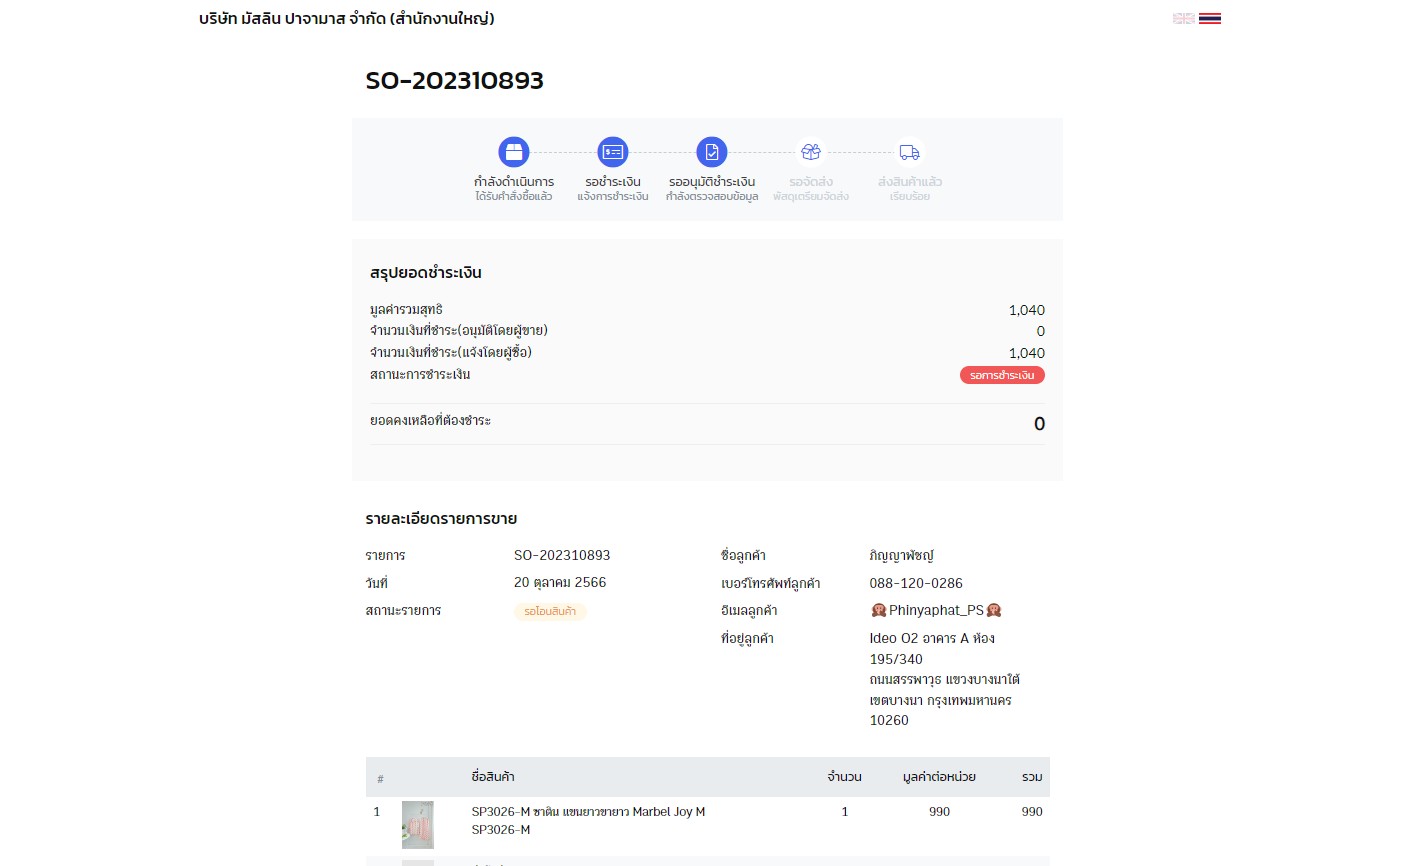 บริษัท มัสลิน ปาจามาส จำกัด (สำนักงานใหญ่)
SO-202310893
กำลังดำเนินการ รอชำระเงิน รออนุมัติชำระเงิน รอจัดส่ง ส่งสินค้าแล้ว
ได้รับคำสั่งซื้อแล้ว แจ้งการชำระเงิน กำลังตรวจสอบข้อมูล พัสดุเตรียมจัดส่ง เรียบร้อย
สรุปยอดชำระเงิน
มูลค่ารวมสุทธิ 1,040
จำนวนเงินที่ชำระ(อนุมัติโดยผู้ขาย) 0
จำนวนเงินที่ชำระ(แจ้งโดยผู้ซื้อ) 1,040
สถานะการชำระเงิน รอการชำระเงิน
ยอดคงเหลือที่ต้องชำระ 0
รายละเอียดรายการขาย
รายการ SO-202310893 ชื่อลูกค้า ภิญญาพัชญ์
วันที่ 20 ตุลาคม 2566 เบอร์โทรศัพท์ลูกค้า 088-120-0286
สถานะรายการ รอโอนสินค้า อีเมลลูกค้า 🙊Phinyaphat_PS🙊
ที่อยู่ลูกค้า Ideo O2 อาคาร A ห้อง
195/340
ถนนสรรพาวุธ แขวงบางนาใต้
เขตบางนา กรุงเทพมหานคร
10260
# ชื่อสินค้า จำนวน มูลค่าต่อหน่วย รวม
1 SP3026-M ซาติน แขนยาวขายาว Marbel Joy M 1 990 990
SP3026-M